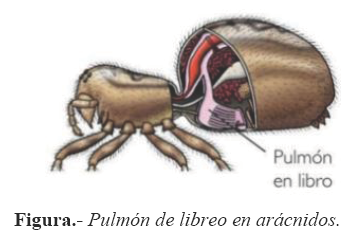 Pulmón
en libro
Figura.- Pulmón de libreo en arácnidos.